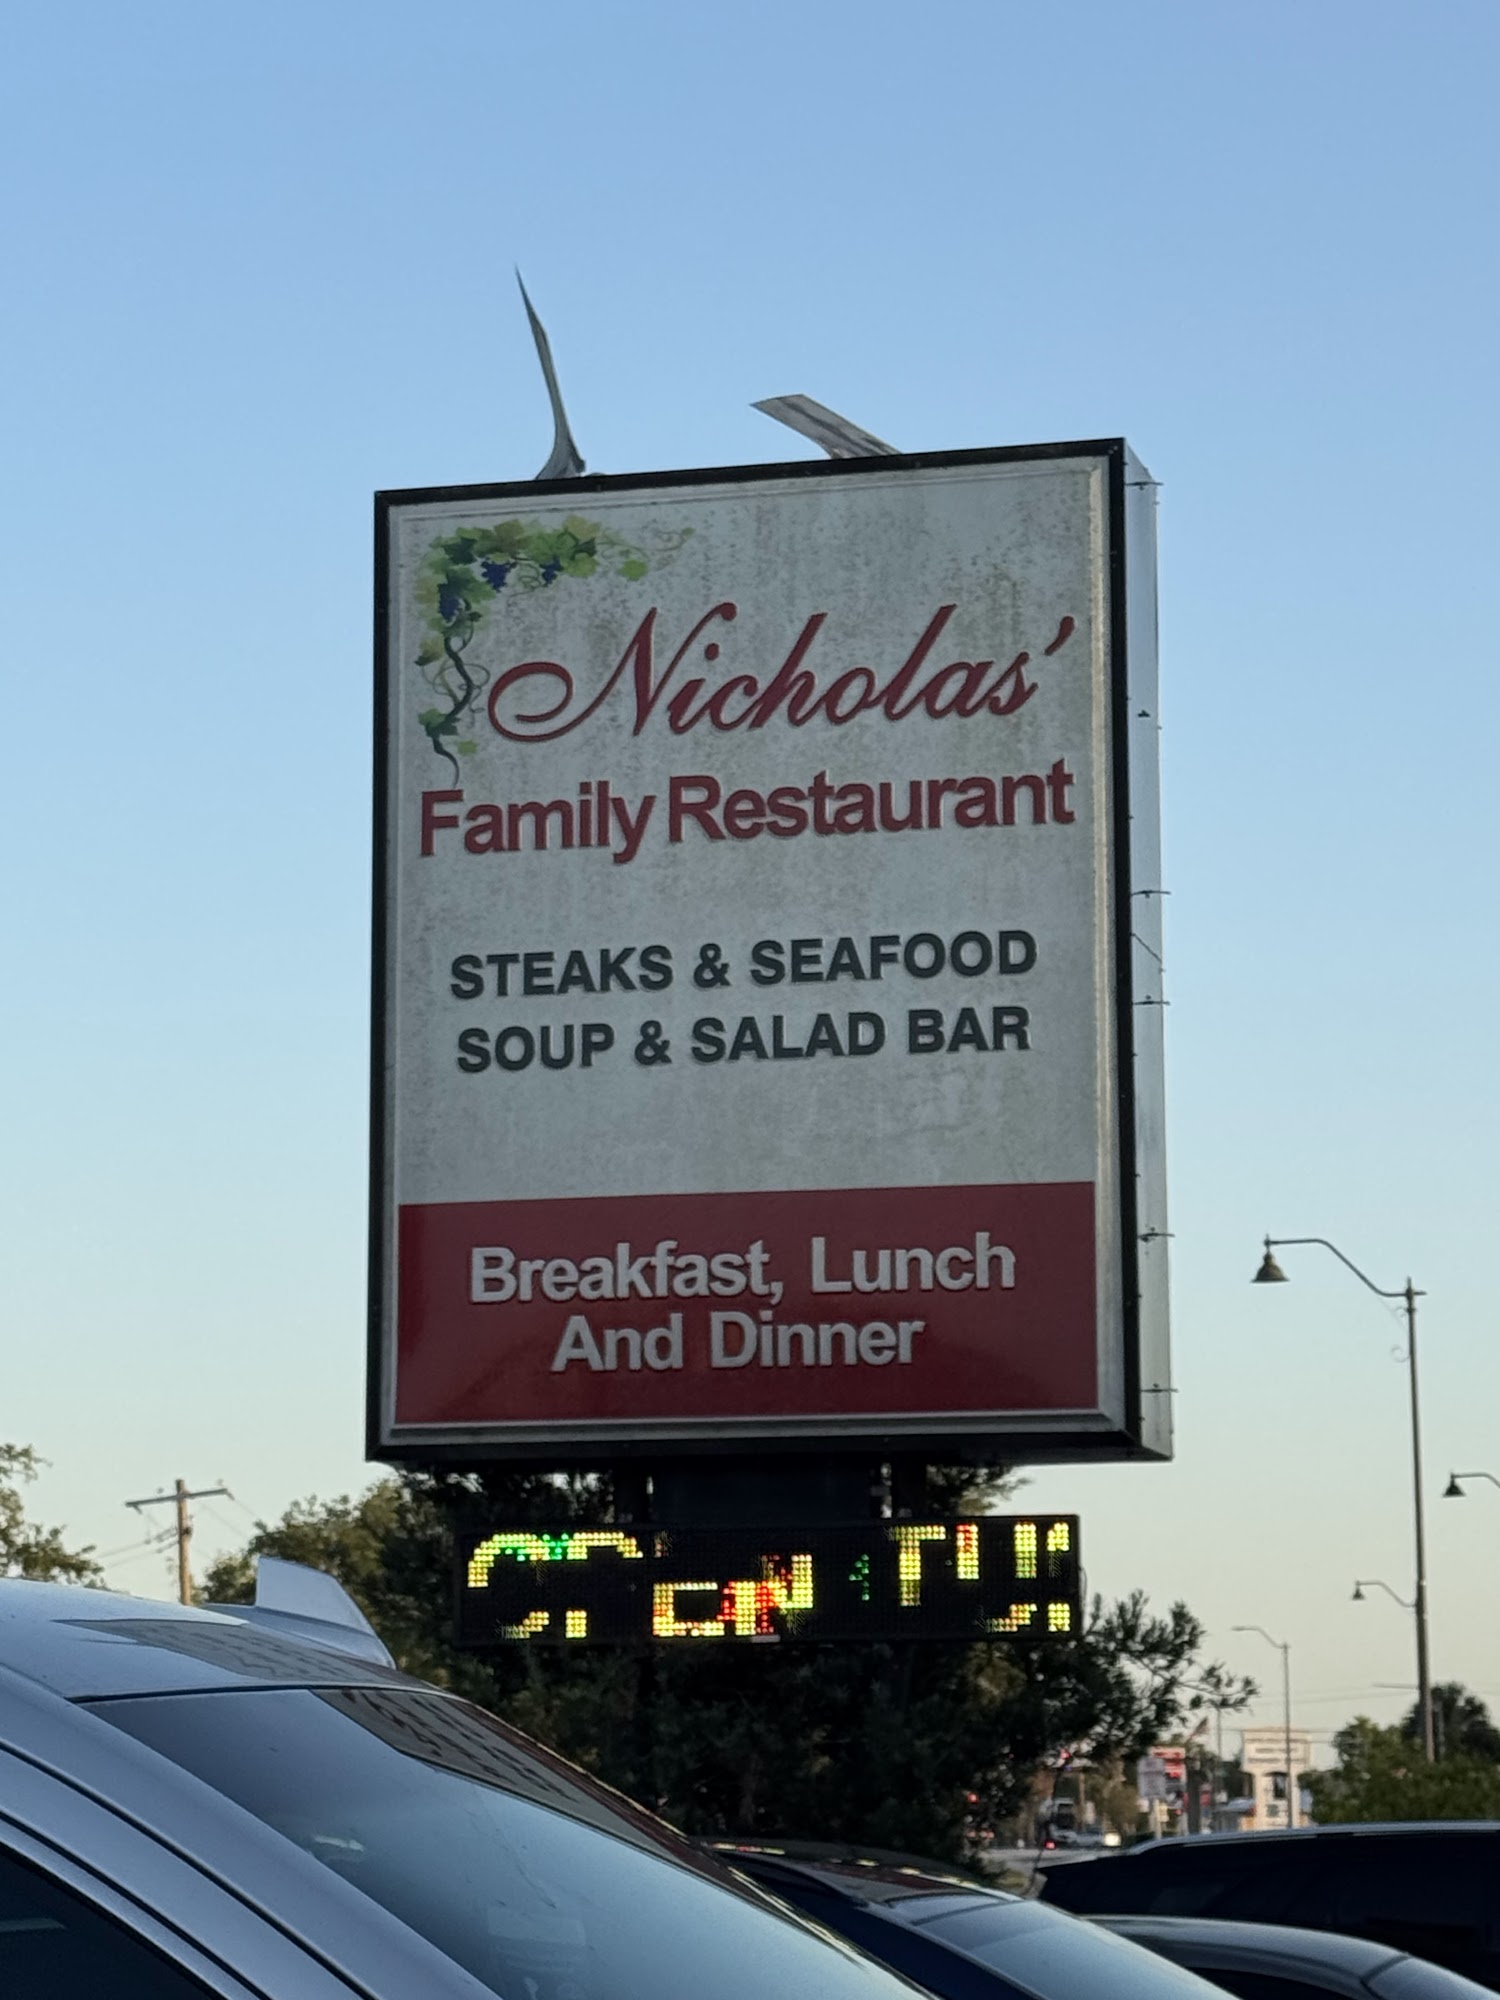 Nicholas'
Family Restaurant
STEAKS & SEAFOOD
SOUP & SALAD BAR
Breakfast, Lunch
And Dinner